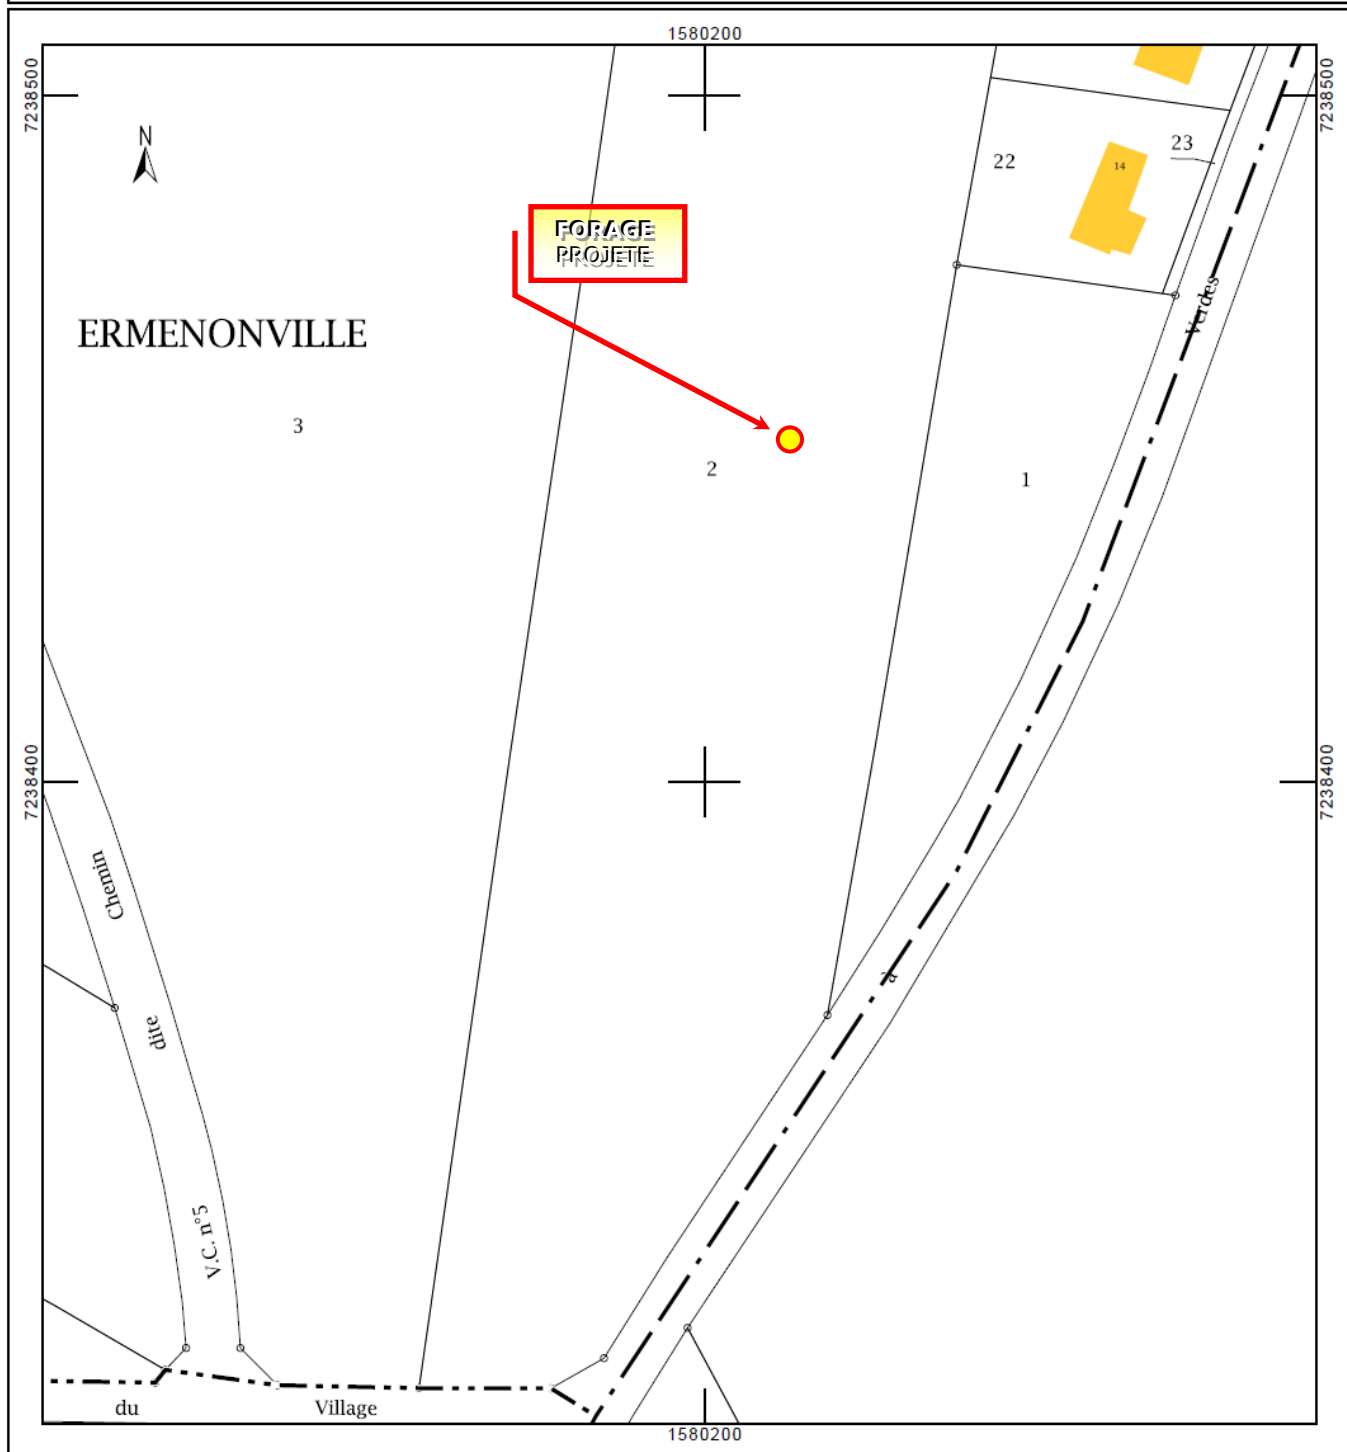 1580200
7238500
7238500
N
23
22
14
FORAGE
PROJETE
Verdes
ERMENONVILLE
3
2
1
7238400
7238400
Chemin
à
dite
V.C. n°5
du
Village
1580200